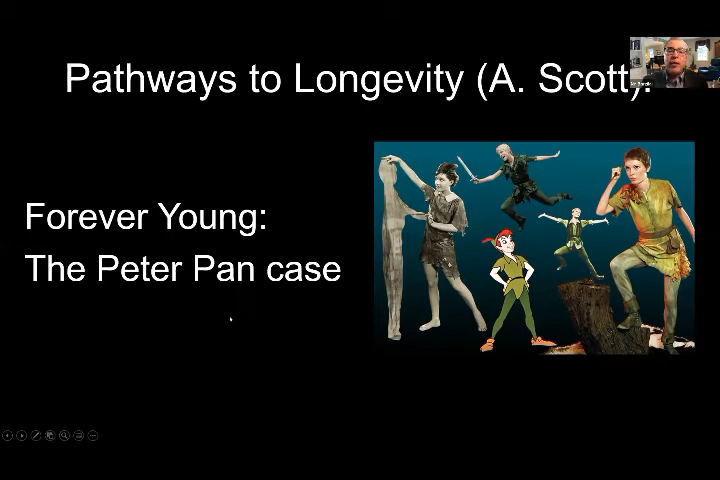 Pathways to Longevity (A. Scott):
Forever Young:
The Peter Pan case